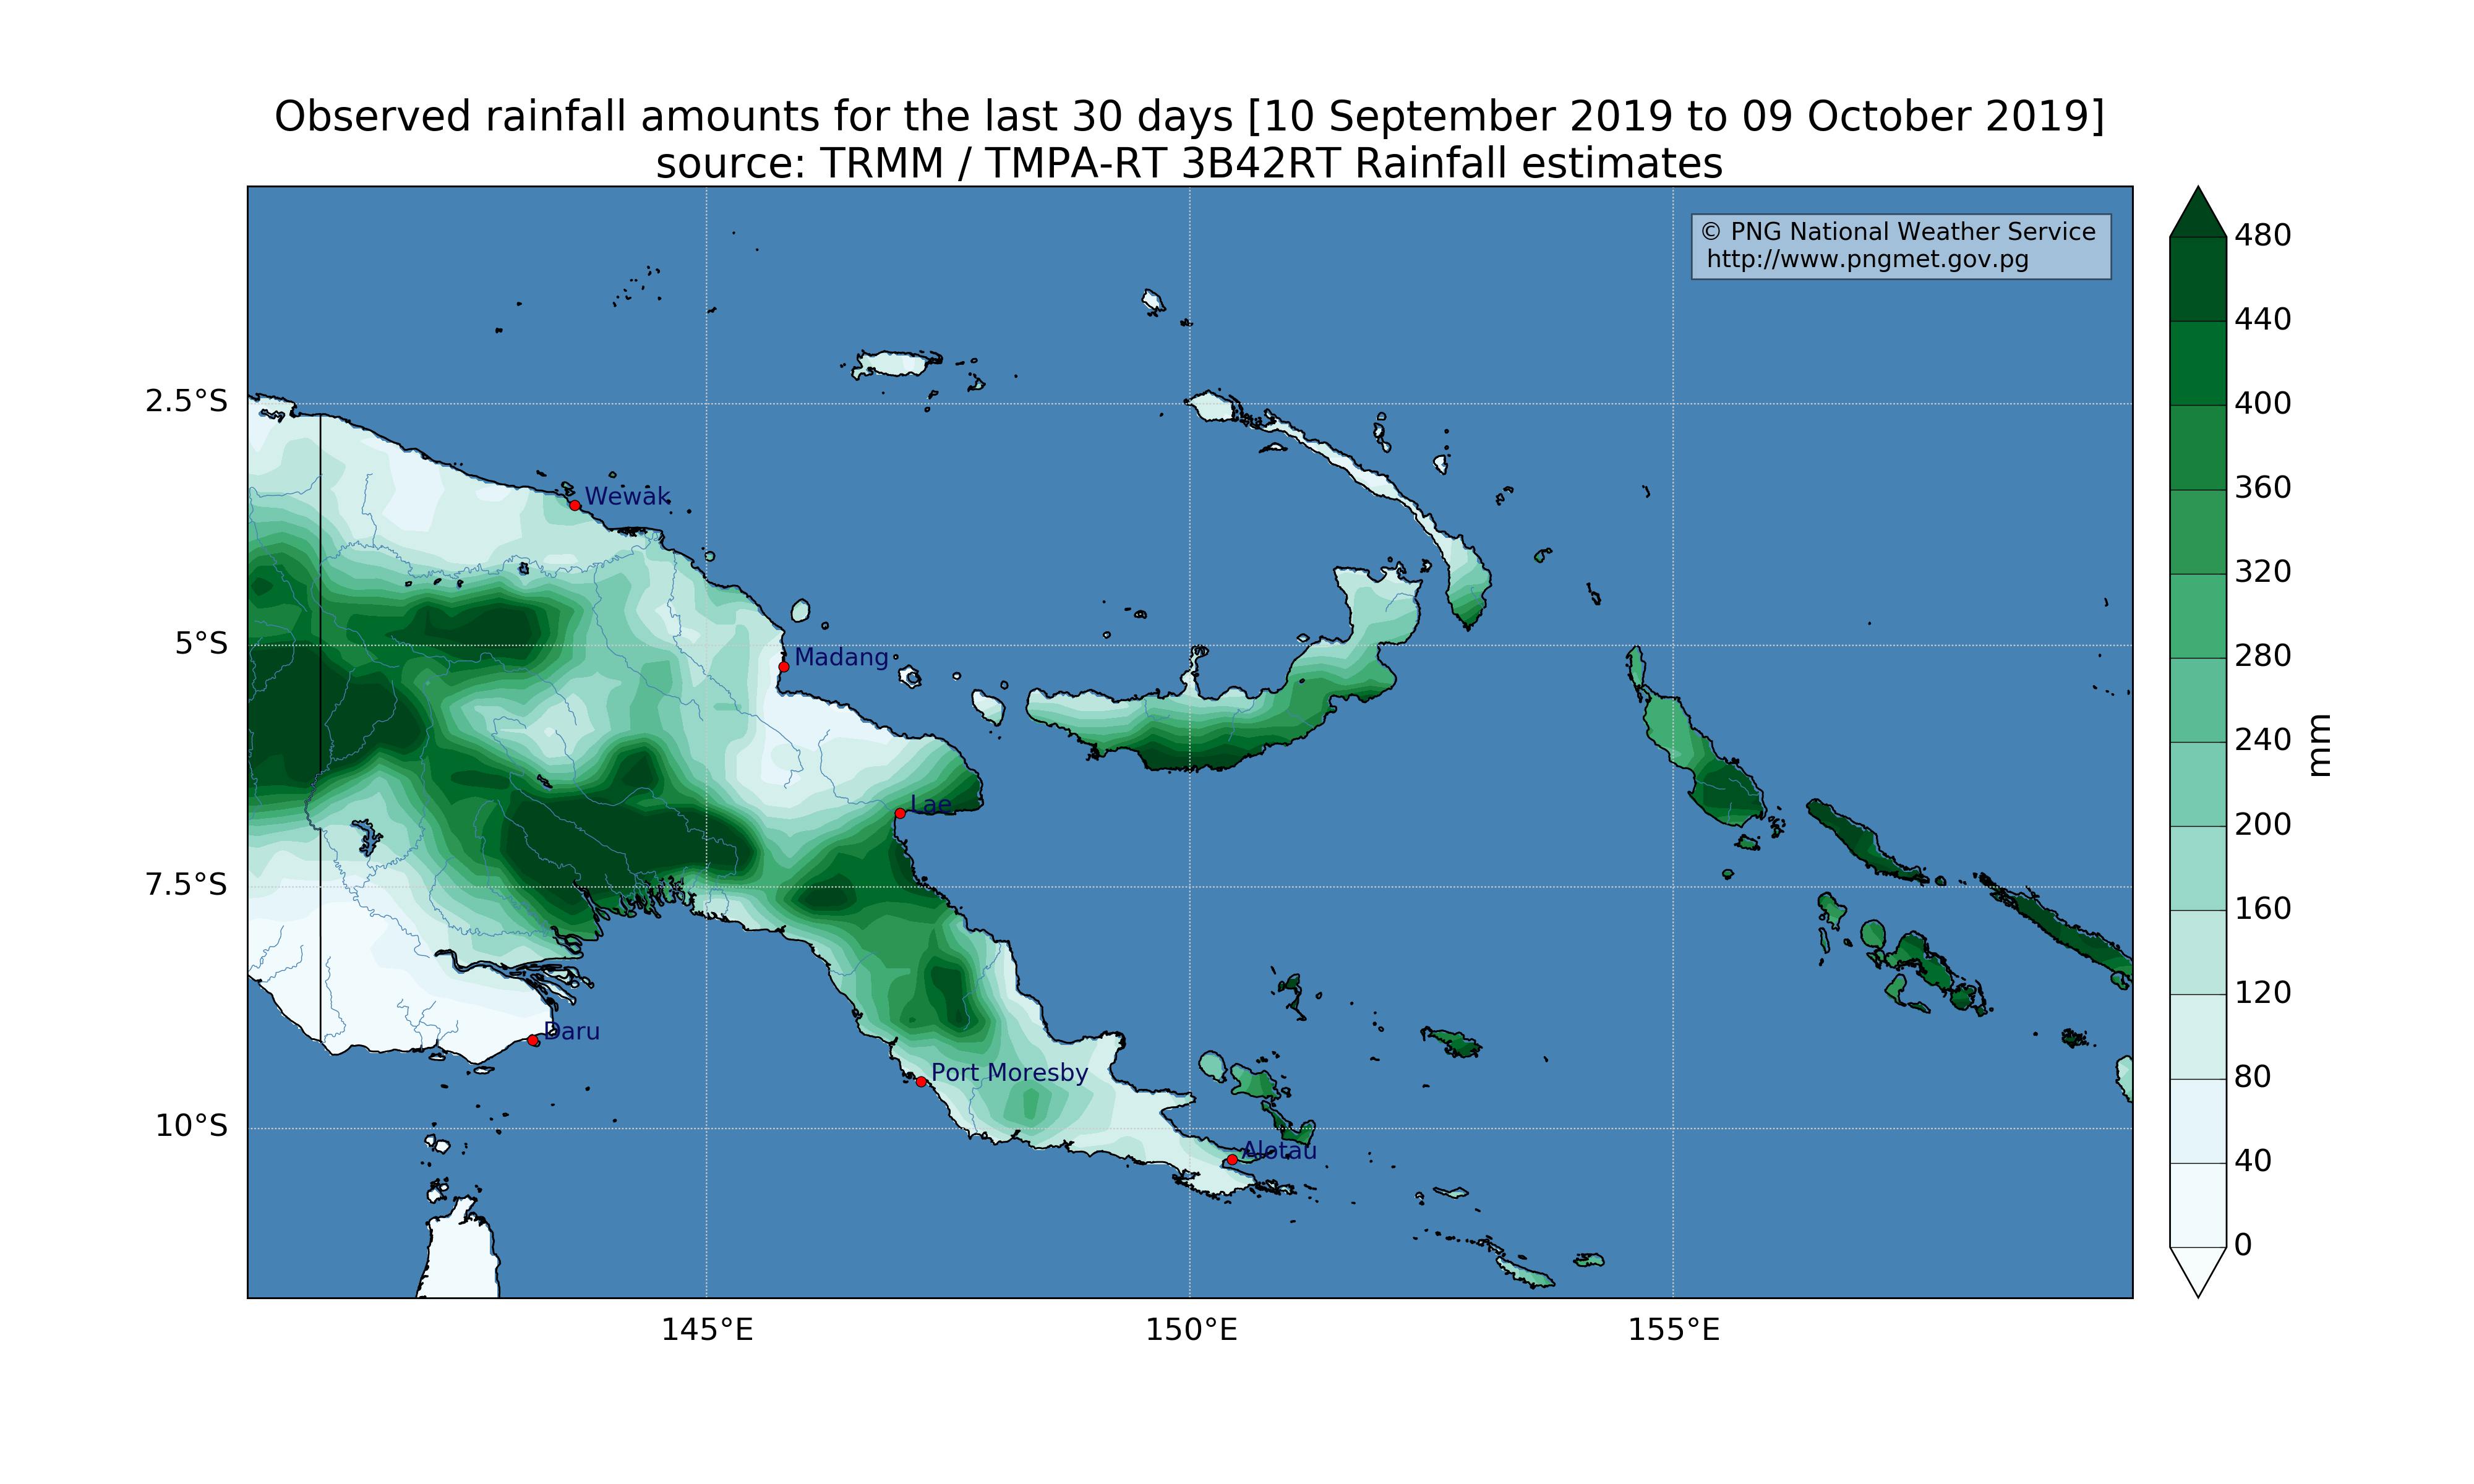 Observed rainfall amounts for the last 30 days [10 September 2019 to 09 October 2019]
source: TRMM / TMPA-RT 3B42RT Rainfall estimates
© PNG National Weather Service
http://www.pngmet.gov.pg
480
440
400
360
320
280
240
200
160
120
80
40
0
mm
2.5°S
5°S
7.5°S
10°S
Wewak
Madang
Lae
Daru
Port Moresby
Alotau
145°E
150°E
155°E